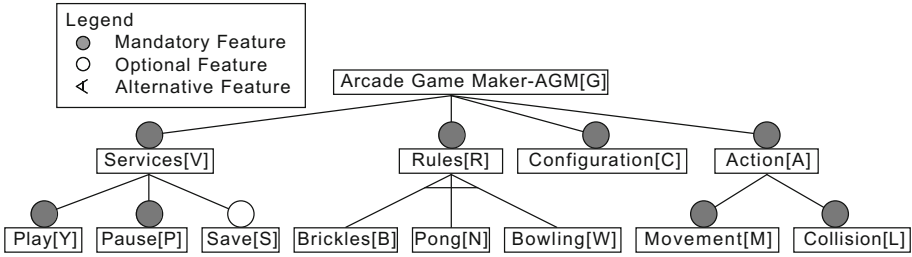 Legend
Mandatory Feature
Optional Feature
Alternative Feature
Arcade Game Maker-AGM[G]
Services[V]
Rules[R]
Configuration[C]
Action[A]
Play[Y]
Pause[P]
Save[S]
Brickles[B]
Pong[N]
Bowling[W]
Movement[M]
Collision[L]